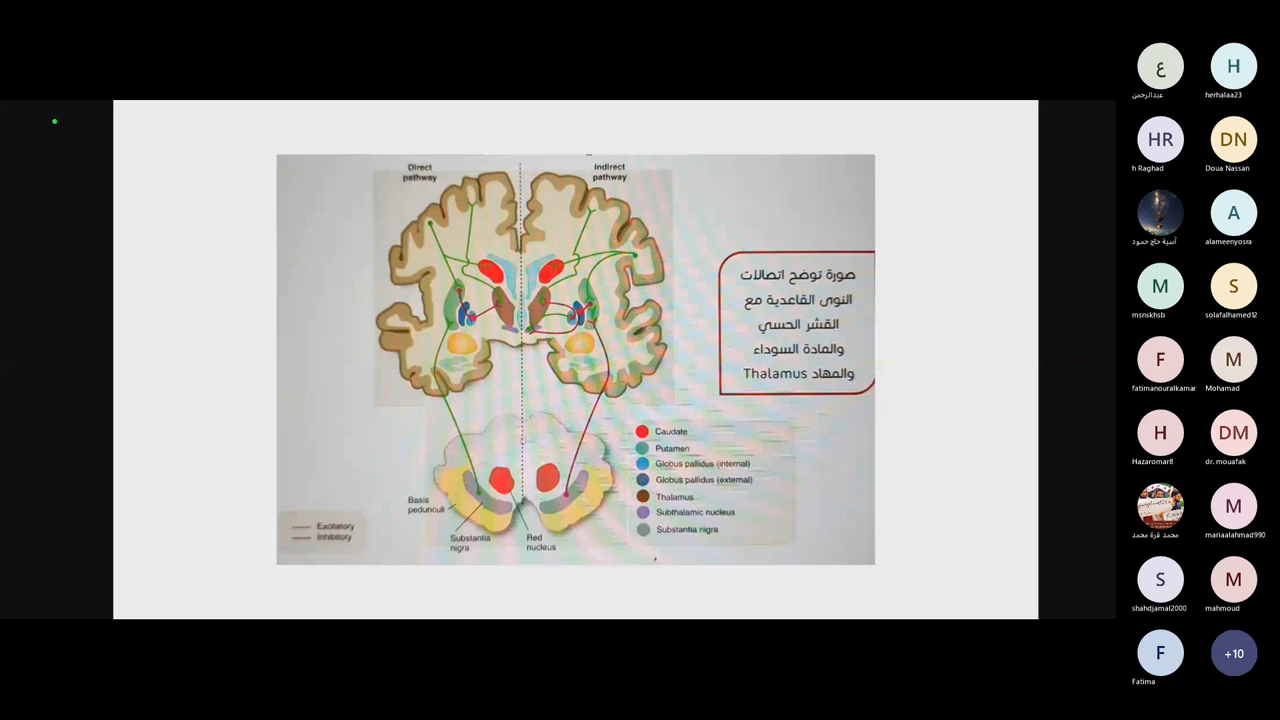 Direct
pathway
Indirect
pathway
صورة توضح اتصالات
النوى القاعدية مع
القشر الحسي
والمادة السوداء
والمهاد Thalamus
Caudate
Putamen
Globus pallidus (internal)
Globus pallidus (external)
Thalamus
Subthalamic nucleus
Substantia nigra
Basis
pedunculi
Substantia
nigra
Red
nucleus
Excitatory
Inhibitory
ع
عبدالرحمن
H
herhalaa23
HR
h Raghad
DN
Doua Nassan
آسية حاج حمود
A
alameenyosra
M
msnskhsb
S
solafalhamed12
F
fatimanouralkamar
M
Mohamad
H
Hazaromar8
DM
dr. mouafak
محمد قرة محمد
M
mariaalahmad990
S
shahdjamal2000
M
mahmoud
F
Fatima
+10